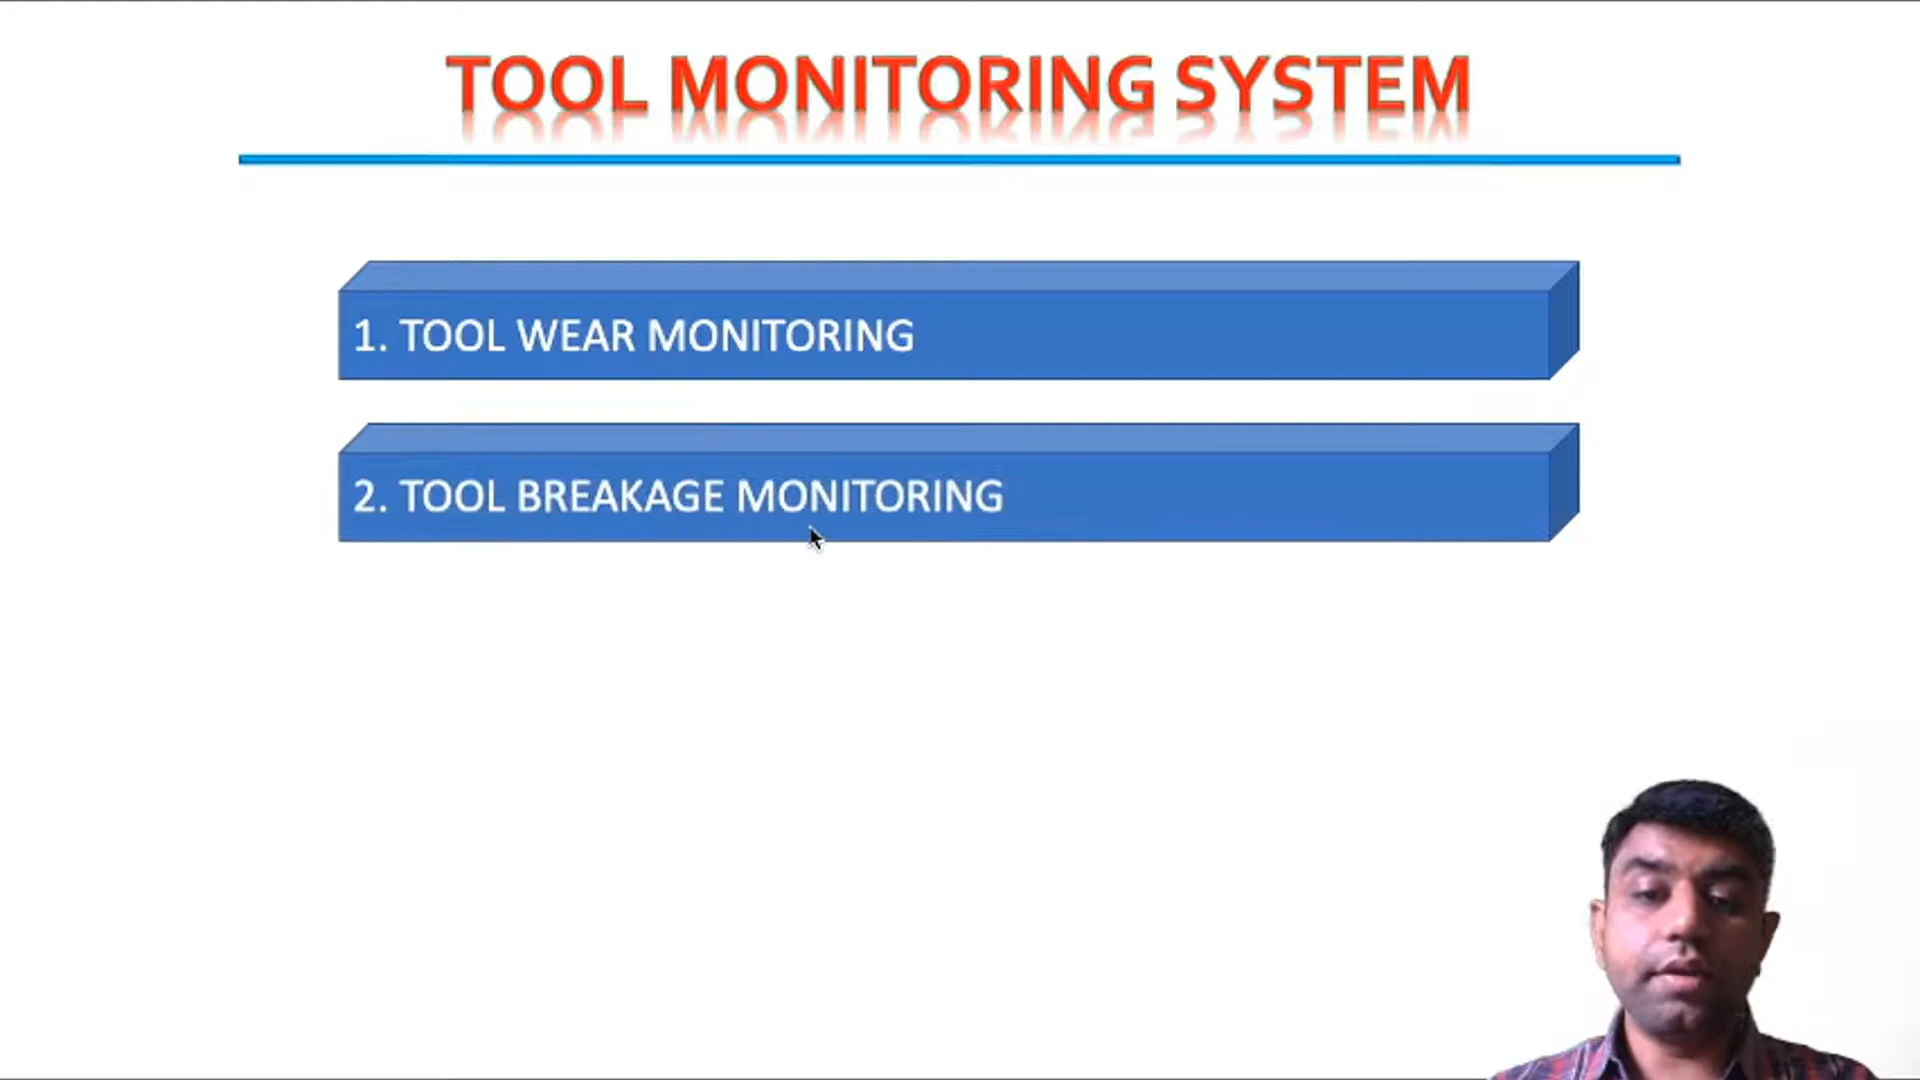 TOOL MONITORING SYSTEM
1. TOOL WEAR MONITORING
2. TOOL BREAKAGE MONITORING